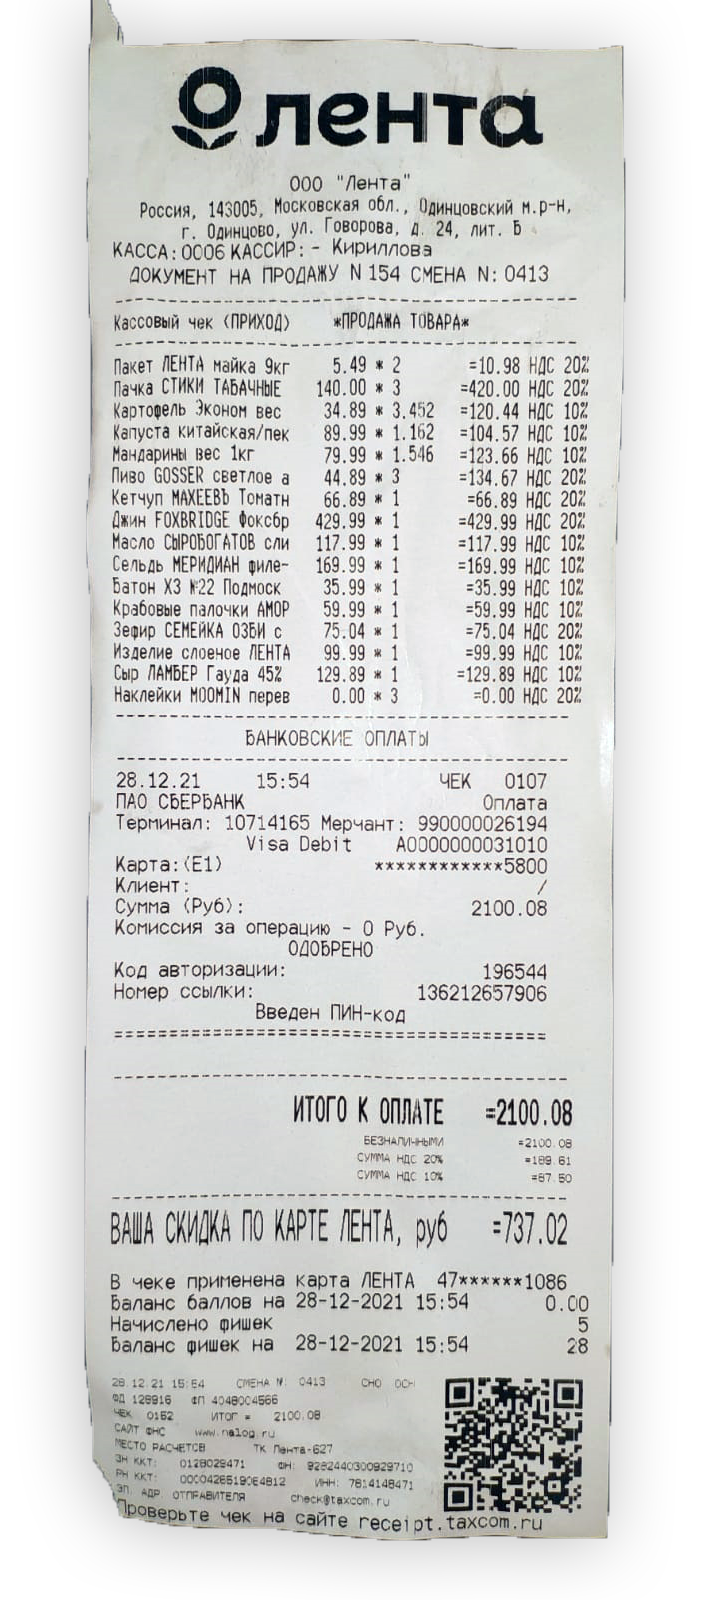 лента
ООО "Лента"
Россия, 143005, Московская обл., Одинцовский м.р-н,
г. Одинцово, ул. Говорова, д. 24, лит. Б
КАССА:0006 КАССИР: - Кириллова
ДОКУМЕНТ НА ПРОДАЖУ N 154 СМЕНА N: 0413
Кассовый чек (ПРИХОД) *ПРОДАЖА ТОВАРА*
Пакет ЛЕНТА майка 9кг 5.49 * 2 =10.98 НДС 20%
Пачка СТИКИ ТАБАЧНЫЕ 140.00 * 3 =420.00 НДС 20%
Картофель Эконом вес 34.89 * 3.452 =120.44 НДС 10%
Капуста китайская/пек 89.99 * 1.162 =104.57 НДС 10%
Мандарины вес 1кг 79.99 * 1.546 =123.66 НДС 10%
Пиво GOSSER светлое а 44.89 * 3 =134.67 НДС 20%
Кетчуп МАХЕЕВЪ Томатн 66.89 * 1 =66.89 НДС 20%
Джин FOXBRIDGE Фоксбр 429.99 * 1 =429.99 НДС 20%
Масло СЫРОБОГАТОВ сли 117.99 * 1 =117.99 НДС 10%
Сельдь МЕРИДИАН филе- 169.99 * 1 =169.99 НДС 10%
Батон ХЗ №22 Подмоск 35.99 * 1 =35.99 НДС 10%
Крабовые палочки АМОР 59.99 * 1 =59.99 НДС 10%
Зефир СЕМЕЙКА ОЗБИ с 75.04 * 1 =75.04 НДС 20%
Изделие слоеное ЛЕНТА 99.99 * 1 =99.99 НДС 10%
Сыр ЛАМБЕР Гауда 45% 129.89 * 1 =129.89 НДС 10%
Наклейки MOOMIN перев 0.00 * 3 =0.00 НДС 20%
БАНКОВСКИЕ ОПЛАТЫ
28.12.21 15:54 ЧЕК 0107
ПАО СБЕРБАНК Оплата
Терминал: 10714165 Мерчант: 990000026194
Visa Debit A0000000031010
Карта:(E1) ************5800
Клиент: /
Сумма (Руб): 2100.08
Комиссия за операцию - 0 Руб.
ОДОБРЕНО
Код авторизации: 196544
Номер ссылки: 136212657906
Введен ПИН-код
==========================================
ИТОГО К ОПЛАТЕ =2100.08
БЕЗНАЛИЧНЫМИ =2100.08
СУММА НДС 20% =189.61
СУММА НДС 10% =87.50
ВАША СКИДКА ПО КАРТЕ ЛЕНТА, руб =737.02
В чеке применена карта ЛЕНТА 47******1086
Баланс баллов на 28-12-2021 15:54 0.00
Начислено фишек 5
Баланс фишек на 28-12-2021 15:54 28
28.12.21 15:54 СМЕНА N: 0413 СНО: ОСН
ФД 128916 ФП 4048004566
ЧЕК 0152 ИТОГ = 2100.08
САЙТ ФНС www.nalog.ru
МЕСТО РАСЧЕТОВ ТК Лента-627
ЗН ККТ: 0128029471 ФН: 9282440300929710
РН ККТ: 0000426519064812 ИНН: 7814148471
ЭЛ. АДР. ОТПРАВИТЕЛЯ check@taxcom.ru
Проверьте чек на сайте receipt.taxcom.ru